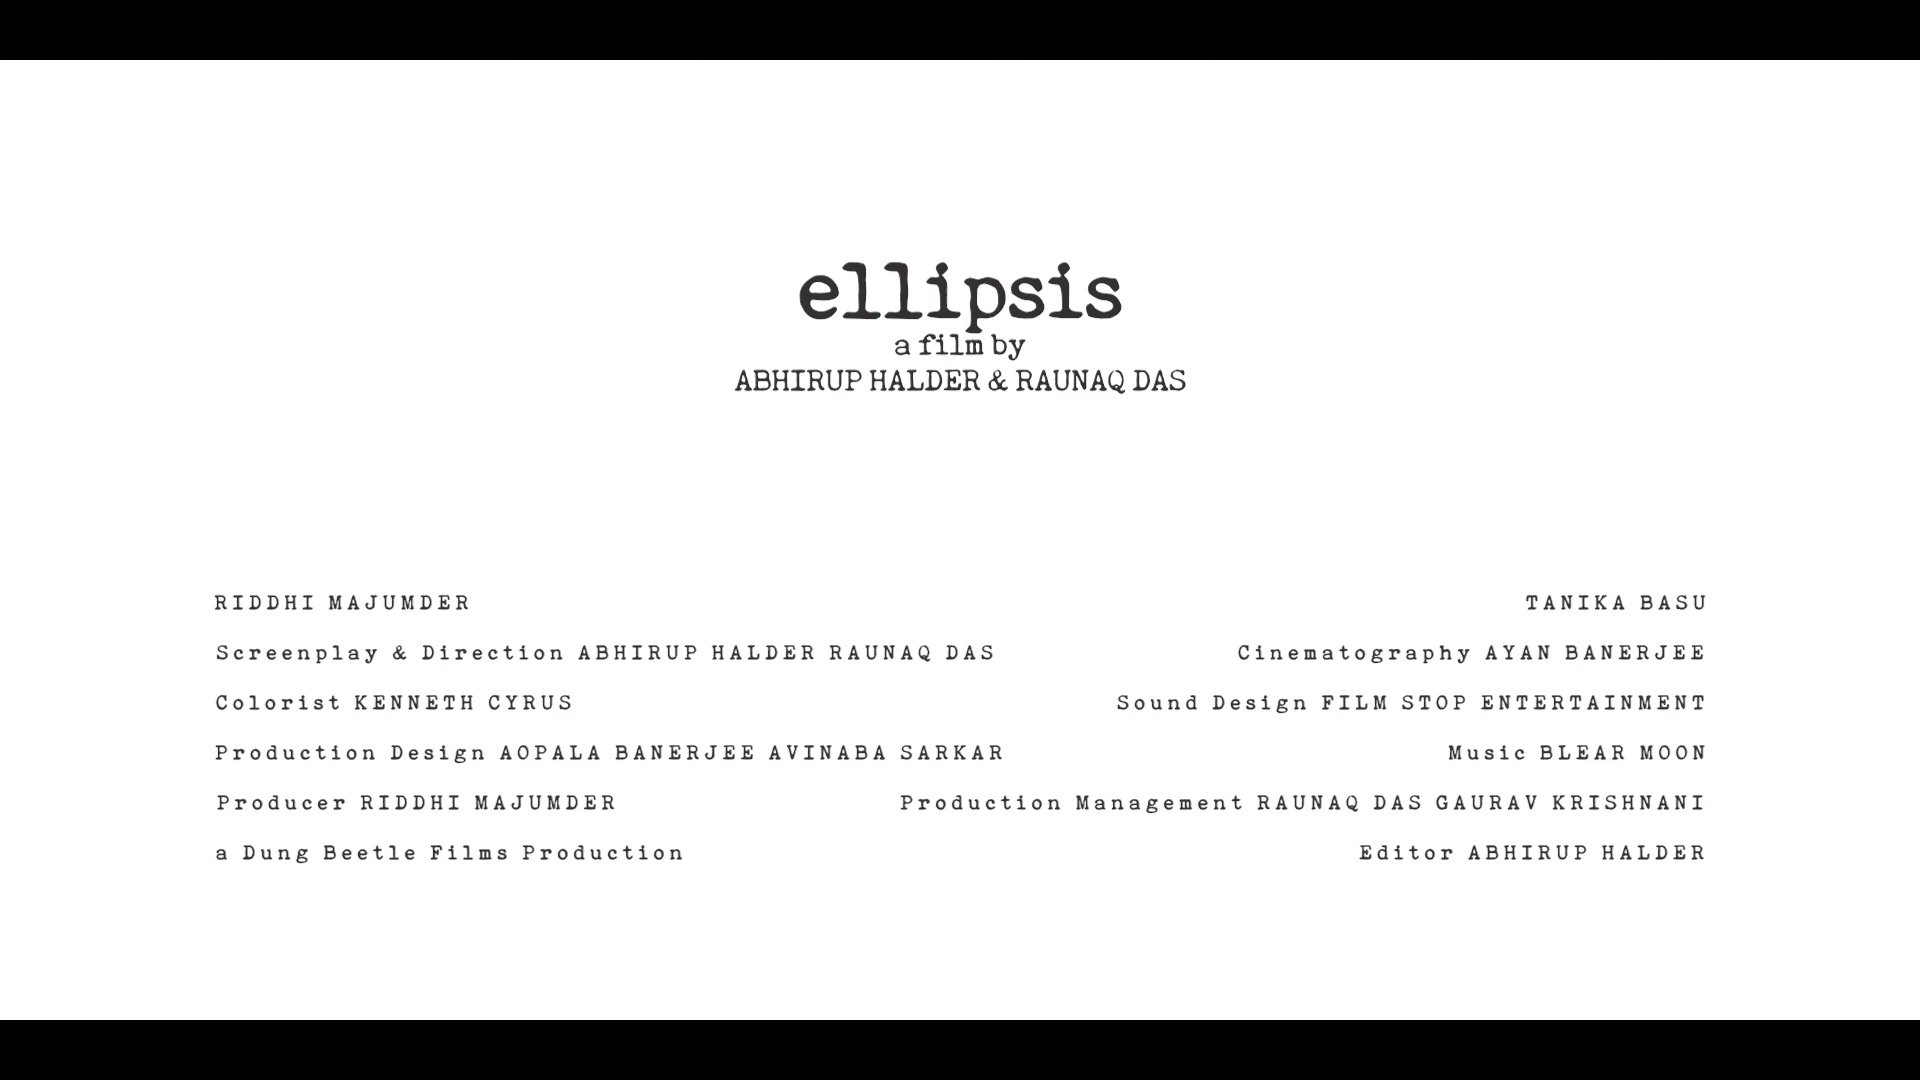 ellipsis
a film by
ABHIRUP HALDER & RAUNAQ DAS
RIDDHI MAJUMDER
TANIKA BASU
Screenplay & Direction ABHIRUP HALDER RAUNAQ DAS
Cinematography AYAN BANERJEE
Colorist KENNETH CYRUS
Sound Design FILM STOP ENTERTAINMENT
Production Design AOPALA BANERJEE AVINABA SARKAR
Music BLEAR MOON
Producer RIDDHI MAJUMDER
Production Management RAUNAQ DAS GAURAV KRISHNANI
a Dung Beetle Films Production
Editor ABHIRUP HALDER